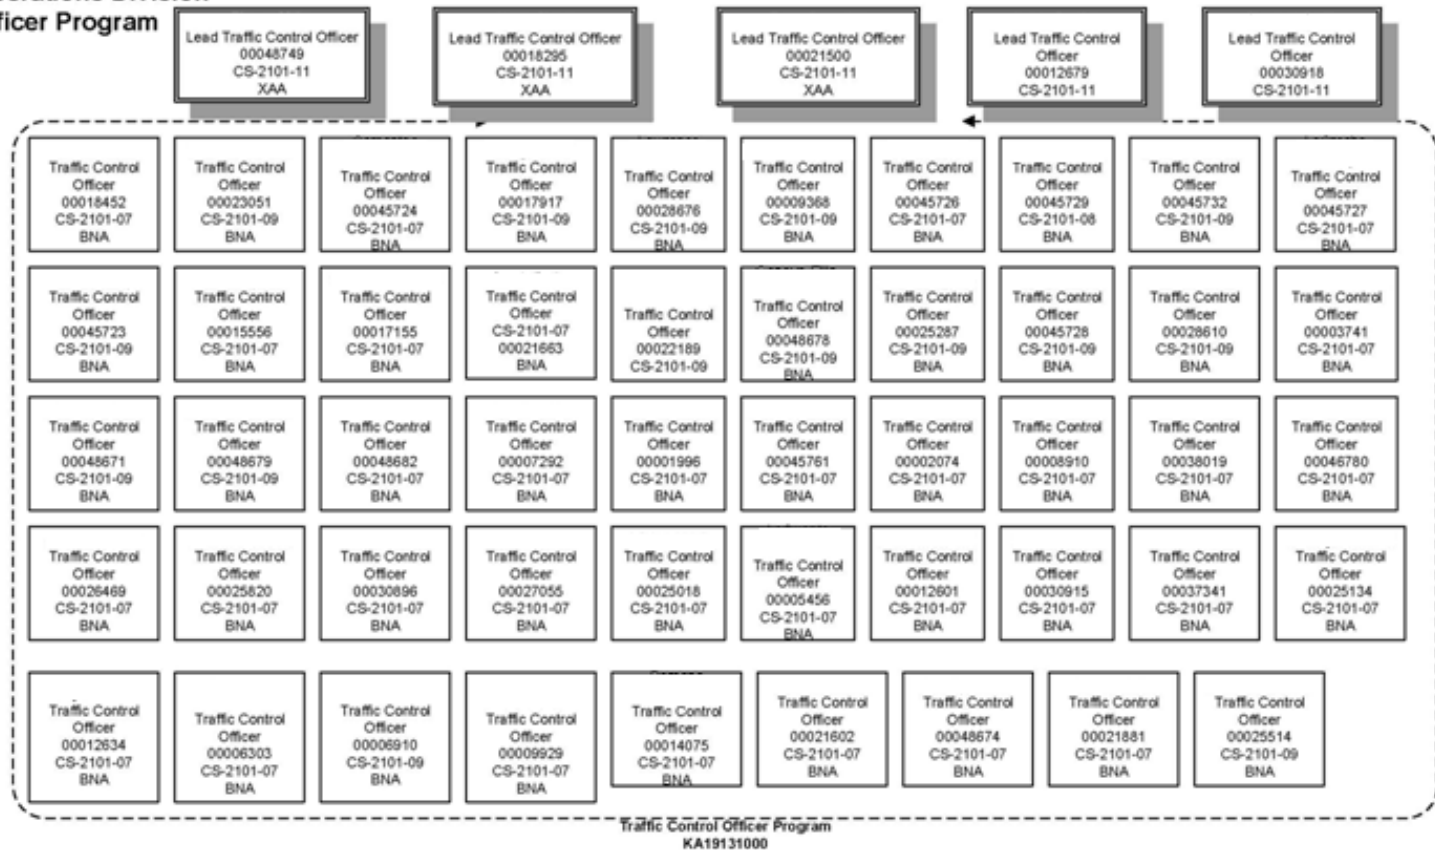 ficer Program
Lead Traffic Control Officer
00048749
CS-2101-11
XAA
Lead Traffic Control Officer
00018295
CS-2101-11
XAA
Lead Traffic Control Officer
00021500
CS-2101-11
XAA
Lead Traffic Control
Officer
00012679
CS-2101-11
Lead Traffic Control
Officer
00030918
CS-2101-11
Traffic Control
Officer
00018452
CS-2101-07
BNA
Traffic Control
Officer
00023051
CS-2101-09
BNA
Traffic Control
Officer
00045724
CS-2101-07
BNA
Traffic Control
Officer
00017917
CS-2101-09
BNA
Traffic Control
Officer
00028676
CS-2101-09
BNA
Traffic Control
Officer
00009368
CS-2101-09
BNA
Traffic Control
Officer
00045726
CS-2101-07
BNA
Traffic Control
Officer
00045729
CS-2101-08
BNA
Traffic Control
Officer
00045732
CS-2101-09
BNA
Traffic Control
Officer
00045727
CS-2101-07
BNA
Traffic Control
Officer
00045723
CS-2101-09
BNA
Traffic Control
Officer
00015556
CS-2101-07
BNA
Traffic Control
Officer
00017155
CS-2101-07
BNA
Traffic Control
Officer
CS-2101-07
00021663
BNA
Traffic Control
Officer
00022189
CS-2101-09
Traffic Control
Officer
00048678
CS-2101-09
BNA
Traffic Control
Officer
00025287
CS-2101-09
BNA
Traffic Control
Officer
00045728
CS-2101-09
BNA
Traffic Control
Officer
00028610
CS-2101-09
BNA
Traffic Control
Officer
00003741
CS-2101-07
BNA
Traffic Control
Officer
00048671
CS-2101-09
BNA
Traffic Control
Officer
00048679
CS-2101-09
BNA
Traffic Control
Officer
00048682
CS-2101-07
BNA
Traffic Control
Officer
00007292
CS-2101-07
BNA
Traffic Control
Officer
00001996
CS-2101-07
BNA
Traffic Control
Officer
00045761
CS-2101-07
BNA
Traffic Control
Officer
00002074
CS-2101-07
BNA
Traffic Control
Officer
00008910
CS-2101-07
BNA
Traffic Control
Officer
00038019
CS-2101-07
BNA
Traffic Control
Officer
00046780
CS-2101-07
BNA
Traffic Control
Officer
00026469
CS-2101-07
BNA
Traffic Control
Officer
00025820
CS-2101-07
BNA
Traffic Control
Officer
00030896
CS-2101-07
BNA
Traffic Control
Officer
00027055
CS-2101-07
BNA
Traffic Control
Officer
00025018
CS-2101-07
BNA
Traffic Control
Officer
00005456
CS-2101-07
BNA
Traffic Control
Officer
00012601
CS-2101-07
BNA
Traffic Control
Officer
00030915
CS-2101-07
BNA
Traffic Control
Officer
00037341
CS-2101-07
BNA
Traffic Control
Officer
00025134
CS-2101-07
BNA
Traffic Control
Officer
00012634
CS-2101-07
BNA
Traffic Control
Officer
00006303
CS-2101-07
BNA
Traffic Control
Officer
00006910
CS-2101-09
BNA
Traffic Control
Officer
00009929
CS-2101-07
BNA
Traffic Control
Officer
00014075
CS-2101-07
BNA
Traffic Control
Officer
00021602
CS-2101-07
BNA
Traffic Control
Officer
00048674
CS-2101-07
BNA
Traffic Control
Officer
00021881
CS-2101-07
BNA
Traffic Control
Officer
00025514
CS-2101-09
BNA
Traffic Control Officer Program
KA19131000